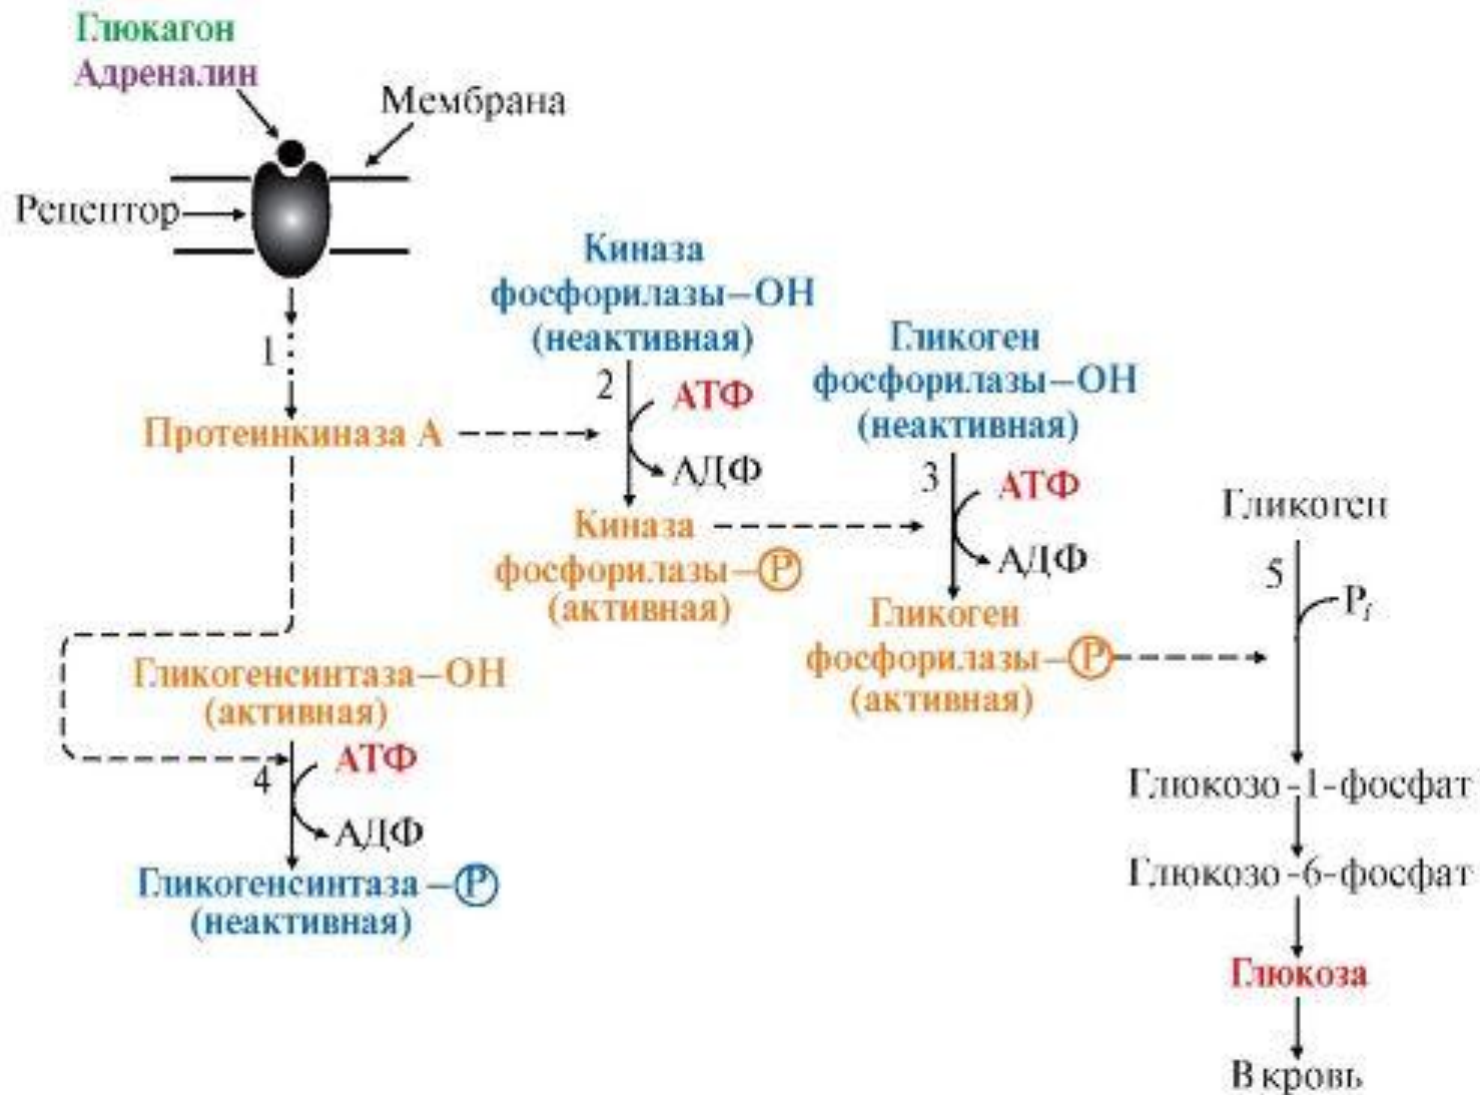 Глюкагон
Адреналин
Мембрана
Рецептор
1
Протеинкиназа А
Киназа
фосфорилазы–ОН
(неактивная)
2
АТФ
АДФ
Киназа
фосфорилазы–P
(активная)
Гликоген
фосфорилазы–ОН
(неактивная)
3
АТФ
АДФ
Гликоген
фосфорилазы–P
(активная)
Гликогенсинтаза–ОН
(активная)
4
АТФ
АДФ
Гликогенсинтаза–P
(неактивная)
Гликоген
5
Pi
Глюкозо-1-фосфат
Глюкозо-6-фосфат
Глюкоза
В кровь